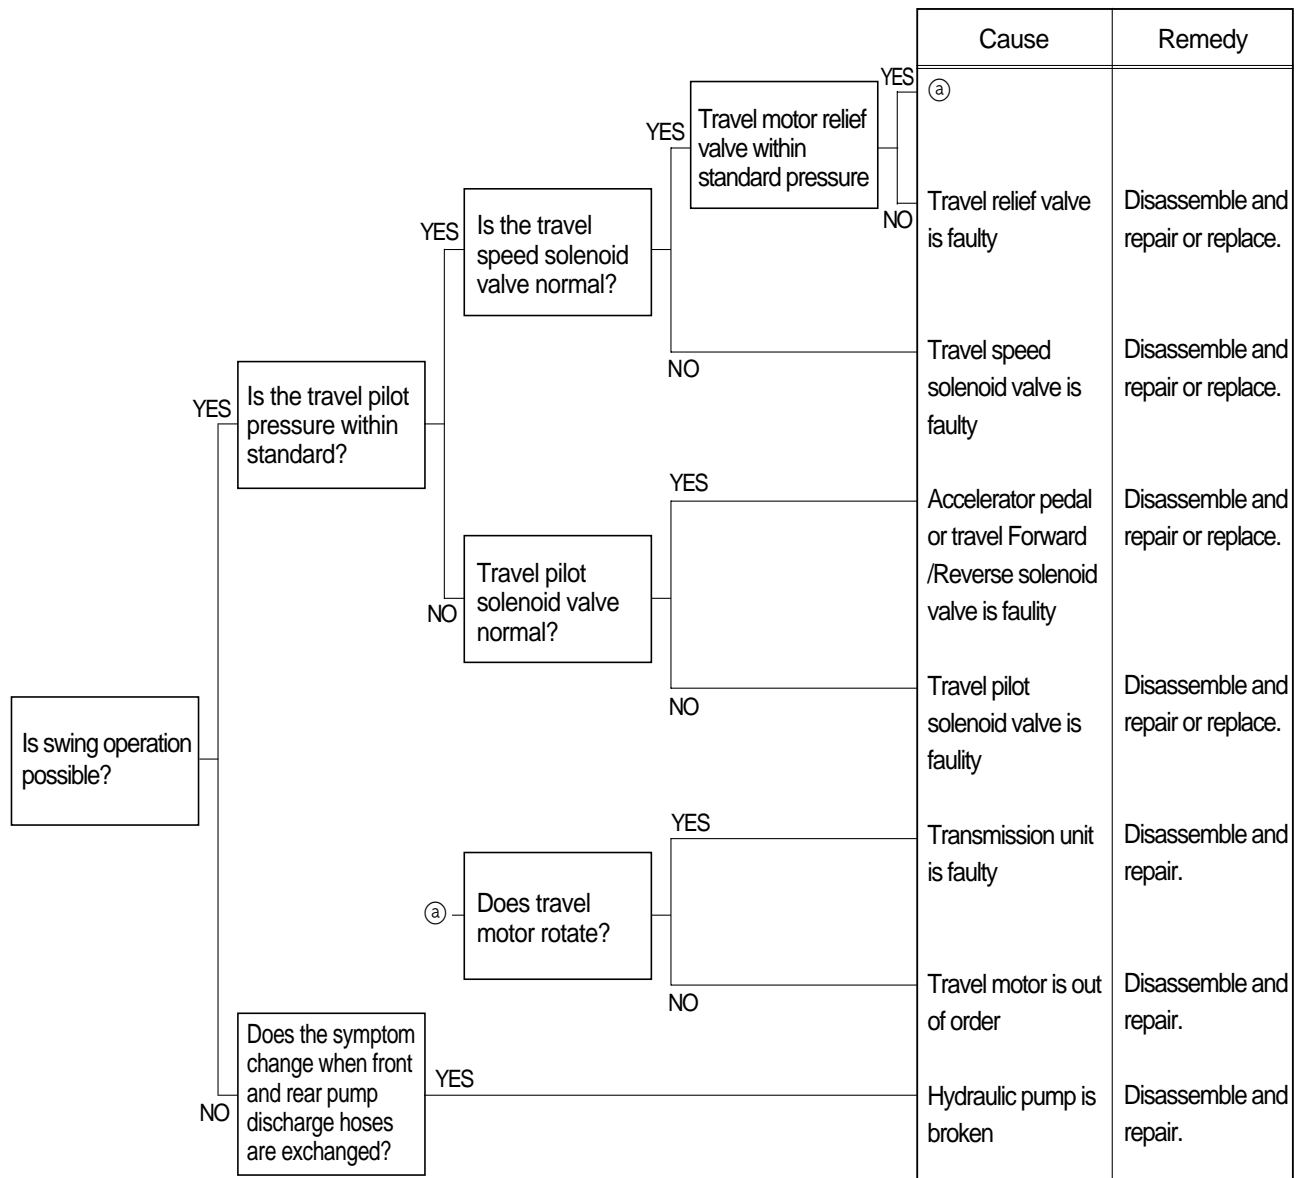 Cause
Remedy
YES
ⓐ
Travel motor relief
valve within
standard pressure
YES
NO
Travel relief valve
is faulty
Disassemble and
repair or replace.
YES
Is the travel
speed solenoid
valve normal?
NO
Travel speed
solenoid valve is
faulty
Disassemble and
repair or replace.
YES
Is the travel pilot
pressure within
standard?
YES
Accelerator pedal
or travel Forward
/Reverse solenoid
valve is faulity
Disassemble and
repair or replace.
NO
Travel pilot
solenoid valve
normal?
NO
Travel pilot
solenoid valve is
faulity
Disassemble and
repair or replace.
Is swing operation
possible?
YES
Transmission unit
is faulty
Disassemble and
repair.
ⓐ
Does travel
motor rotate?
NO
Travel motor is out
of order
Disassemble and
repair.
NO
Does the symptom
change when front
and rear pump
discharge hoses
are exchanged?
YES
Hydraulic pump is
broken
Disassemble and
repair.